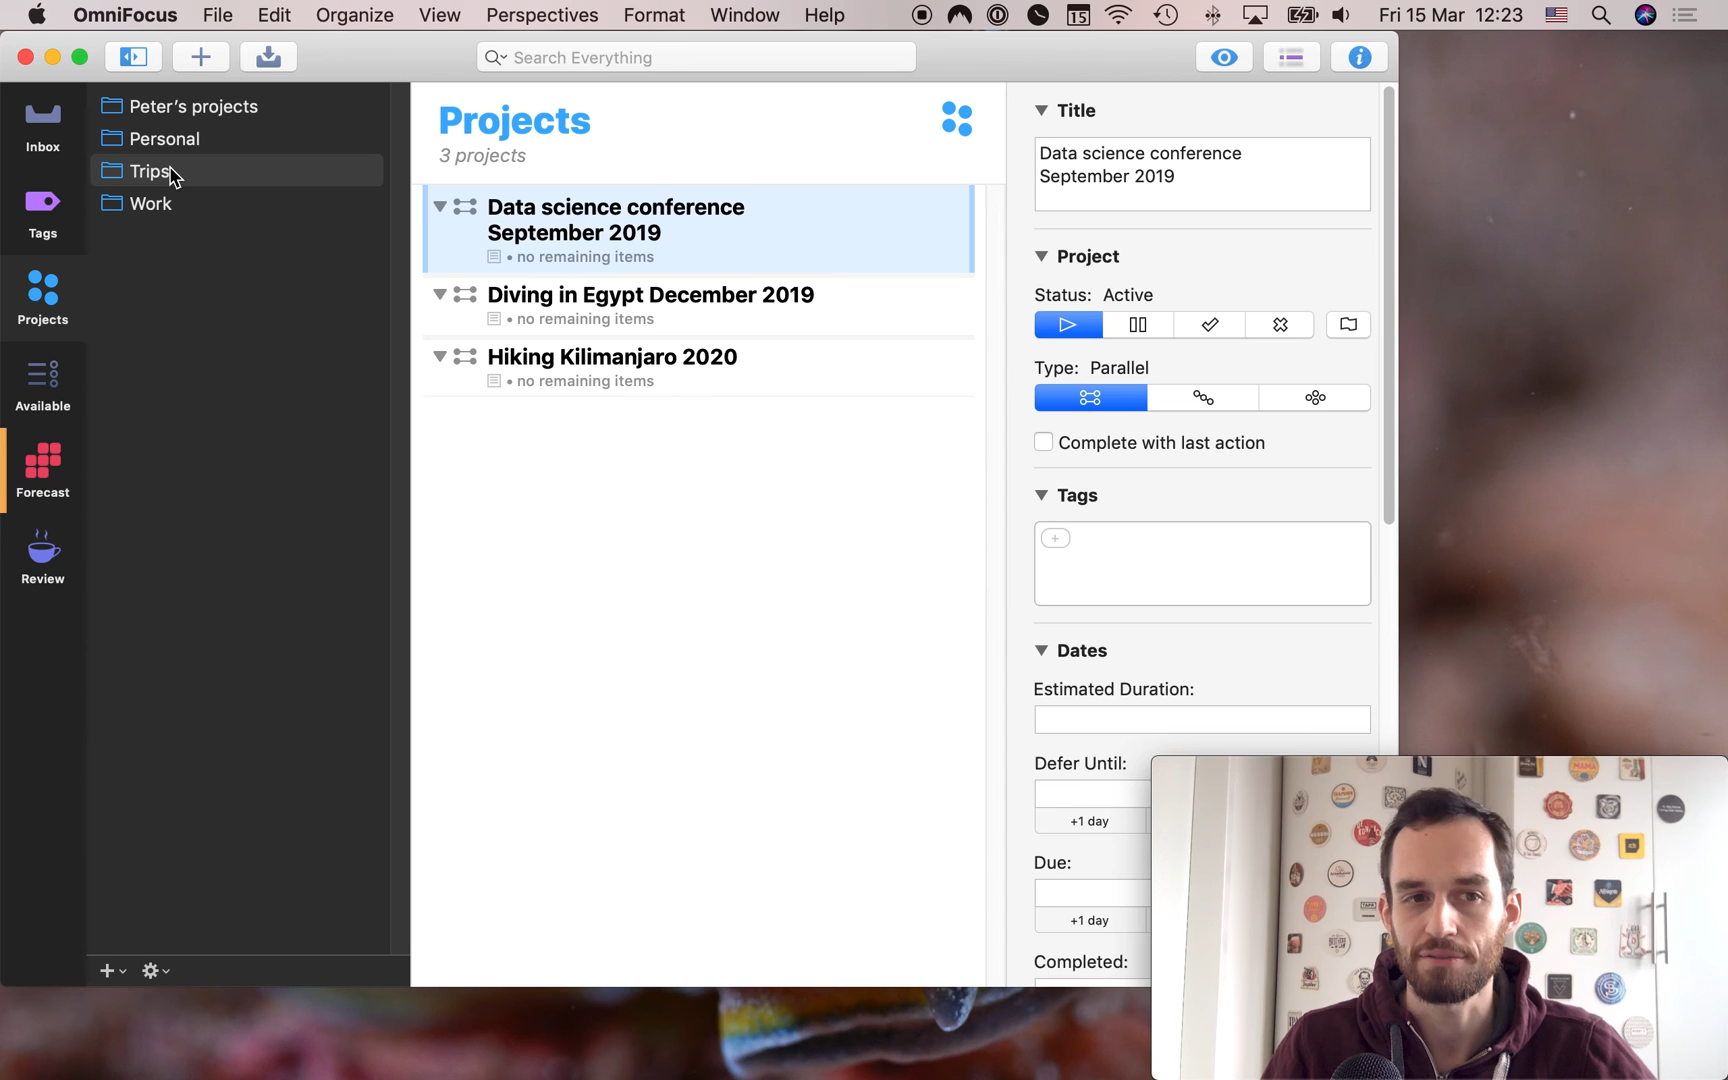 OmniFocus File Edit Organize View Perspectives Format Window Help 15 Fri 15 Mar 12:23
Search Everything
Inbox
Tags
Projects
Available
Forecast
Review
Peter's projects
Personal
Trips
Work
Projects
3 projects
Data science conference
September 2019
• no remaining items
Diving in Egypt December 2019
• no remaining items
Hiking Kilimanjaro 2020
• no remaining items
Title
Data science conference
September 2019
Project
Status: Active
Type: Parallel
Complete with last action
Tags
Dates
Estimated Duration:
Defer Until:
+1 day
Due:
+1 day
Completed: